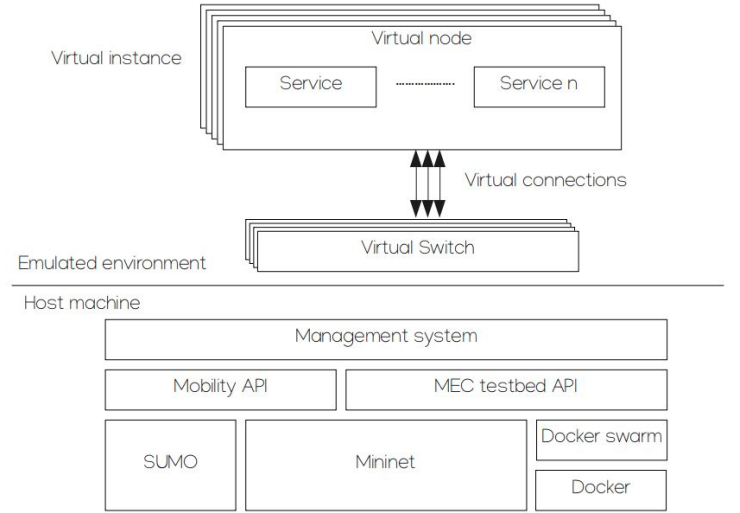 Virtual node
Virtual instance
Service
Service n
Virtual connections
Virtual Switch
Emulated environment
Host machine
Management system
Mobility API
MEC testbed API
SUMO
Mininet
Docker swarm
Docker